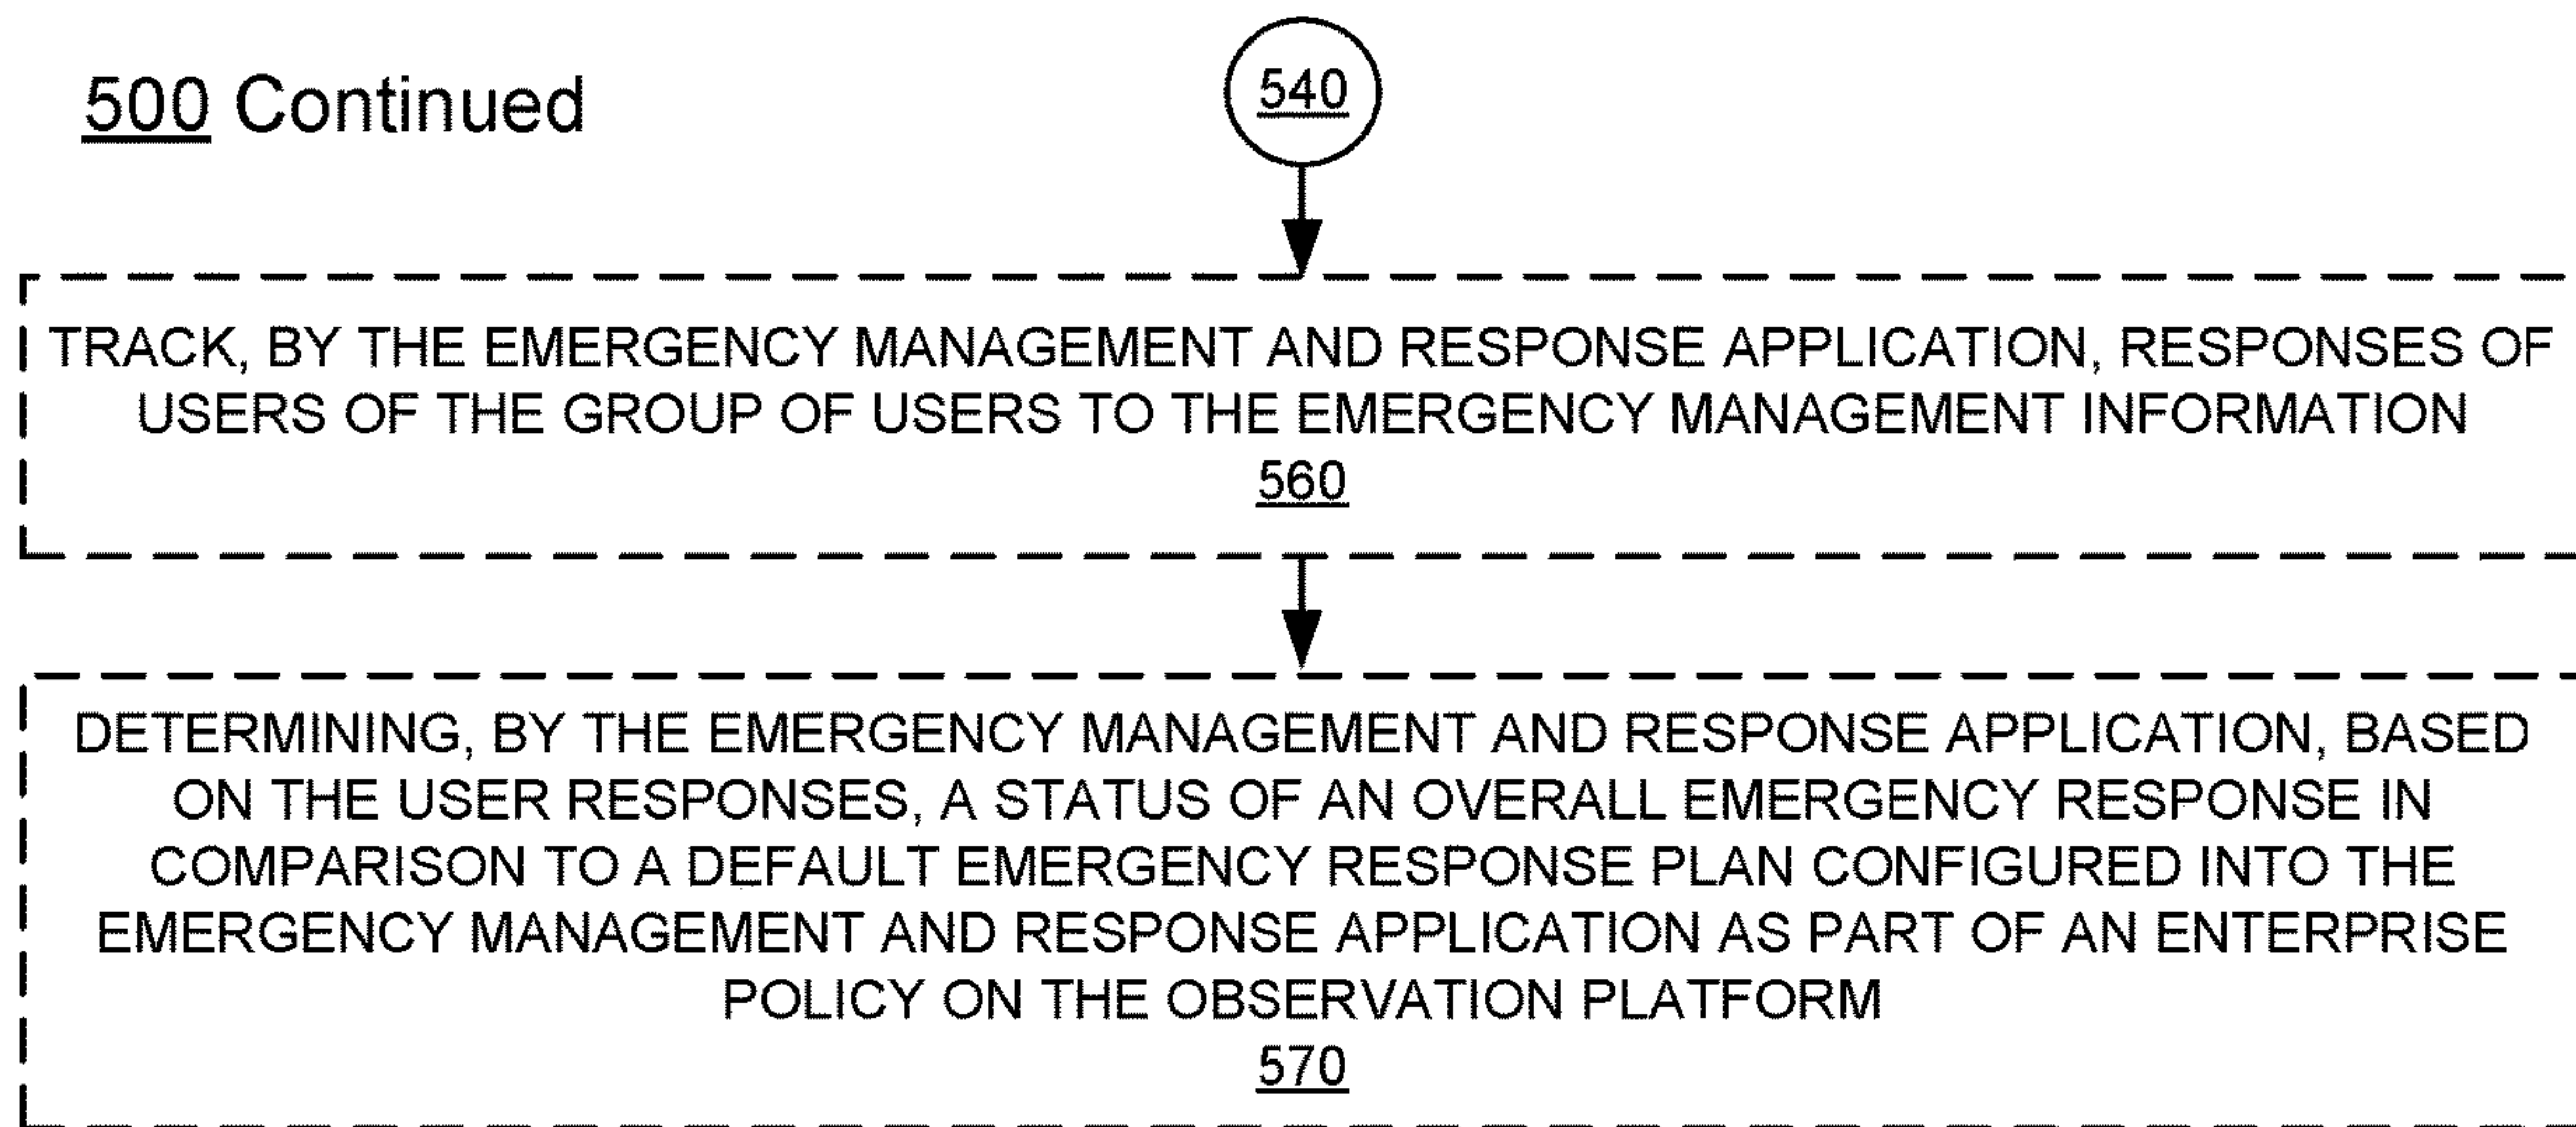 500 Continued
540
TRACK, BY THE EMERGENCY MANAGEMENT AND RESPONSE APPLICATION, RESPONSES OF
USERS OF THE GROUP OF USERS TO THE EMERGENCY MANAGEMENT INFORMATION
560
DETERMINING, BY THE EMERGENCY MANAGEMENT AND RESPONSE APPLICATION, BASED
ON THE USER RESPONSES, A STATUS OF AN OVERALL EMERGENCY RESPONSE IN
COMPARISON TO A DEFAULT EMERGENCY RESPONSE PLAN CONFIGURED INTO THE
EMERGENCY MANAGEMENT AND RESPONSE APPLICATION AS PART OF AN ENTERPRISE
POLICY ON THE OBSERVATION PLATFORM
570